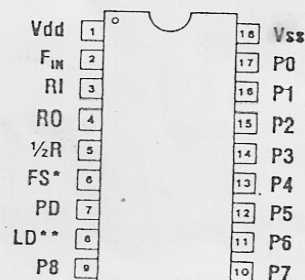 Vdd 1 18 Vss
FIN 2 17 P0
RI 3 16 P1
RO 4 15 P2
½R 5 14 P3
FS* 6 13 P4
PD 7 12 P5
LD** 8 11 P6
P8 9 10 P7